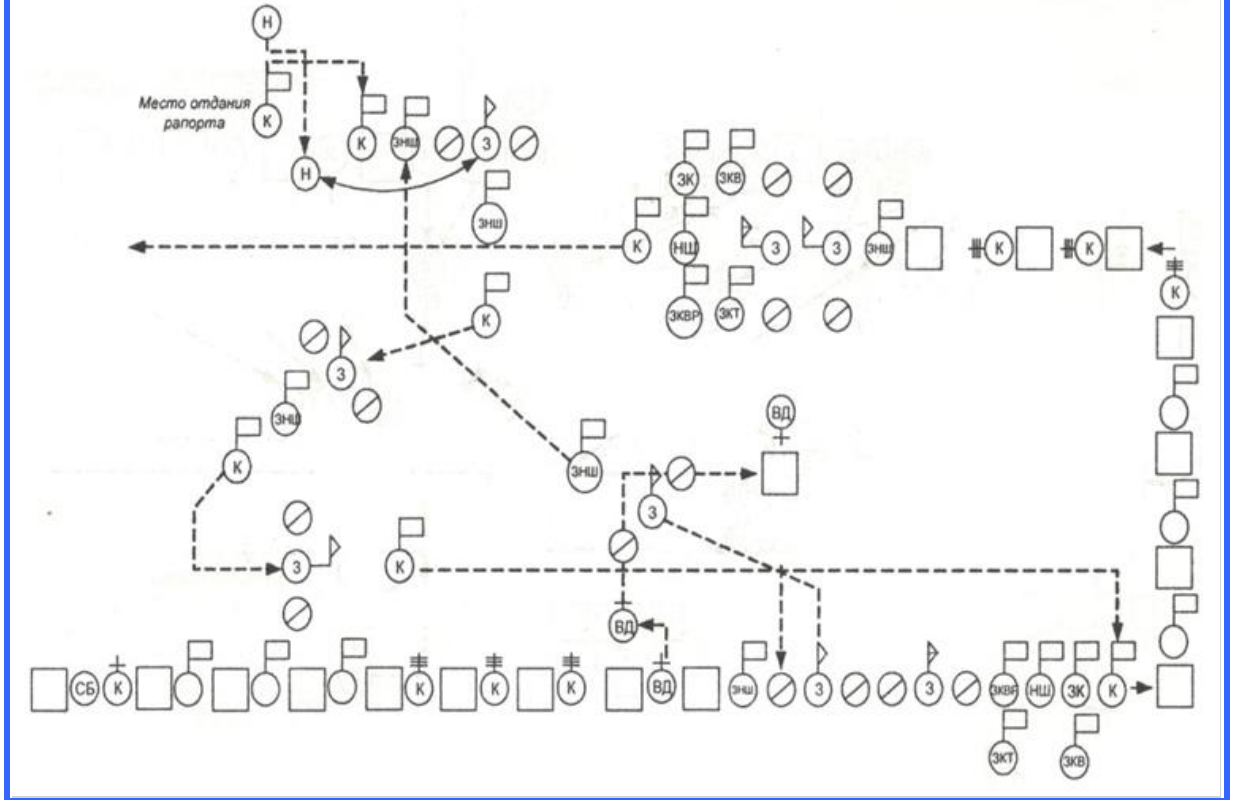 Н
Место отдания
рапорта
К
К
ЗНШ
З
Н
ЗНШ
ЗК
ЗКВ
К
НШ
З
З
ЗНШ
К
К
К
ЗКВР
ЗКТ
К
З
ЗНШ
К
ВД
ЗНШ
З
З
К
ВД
СБ
К
К
К
К
ВД
ЗНШ
З
З
ЗКВР
НШ
ЗК
К
ЗКТ
ЗКВ